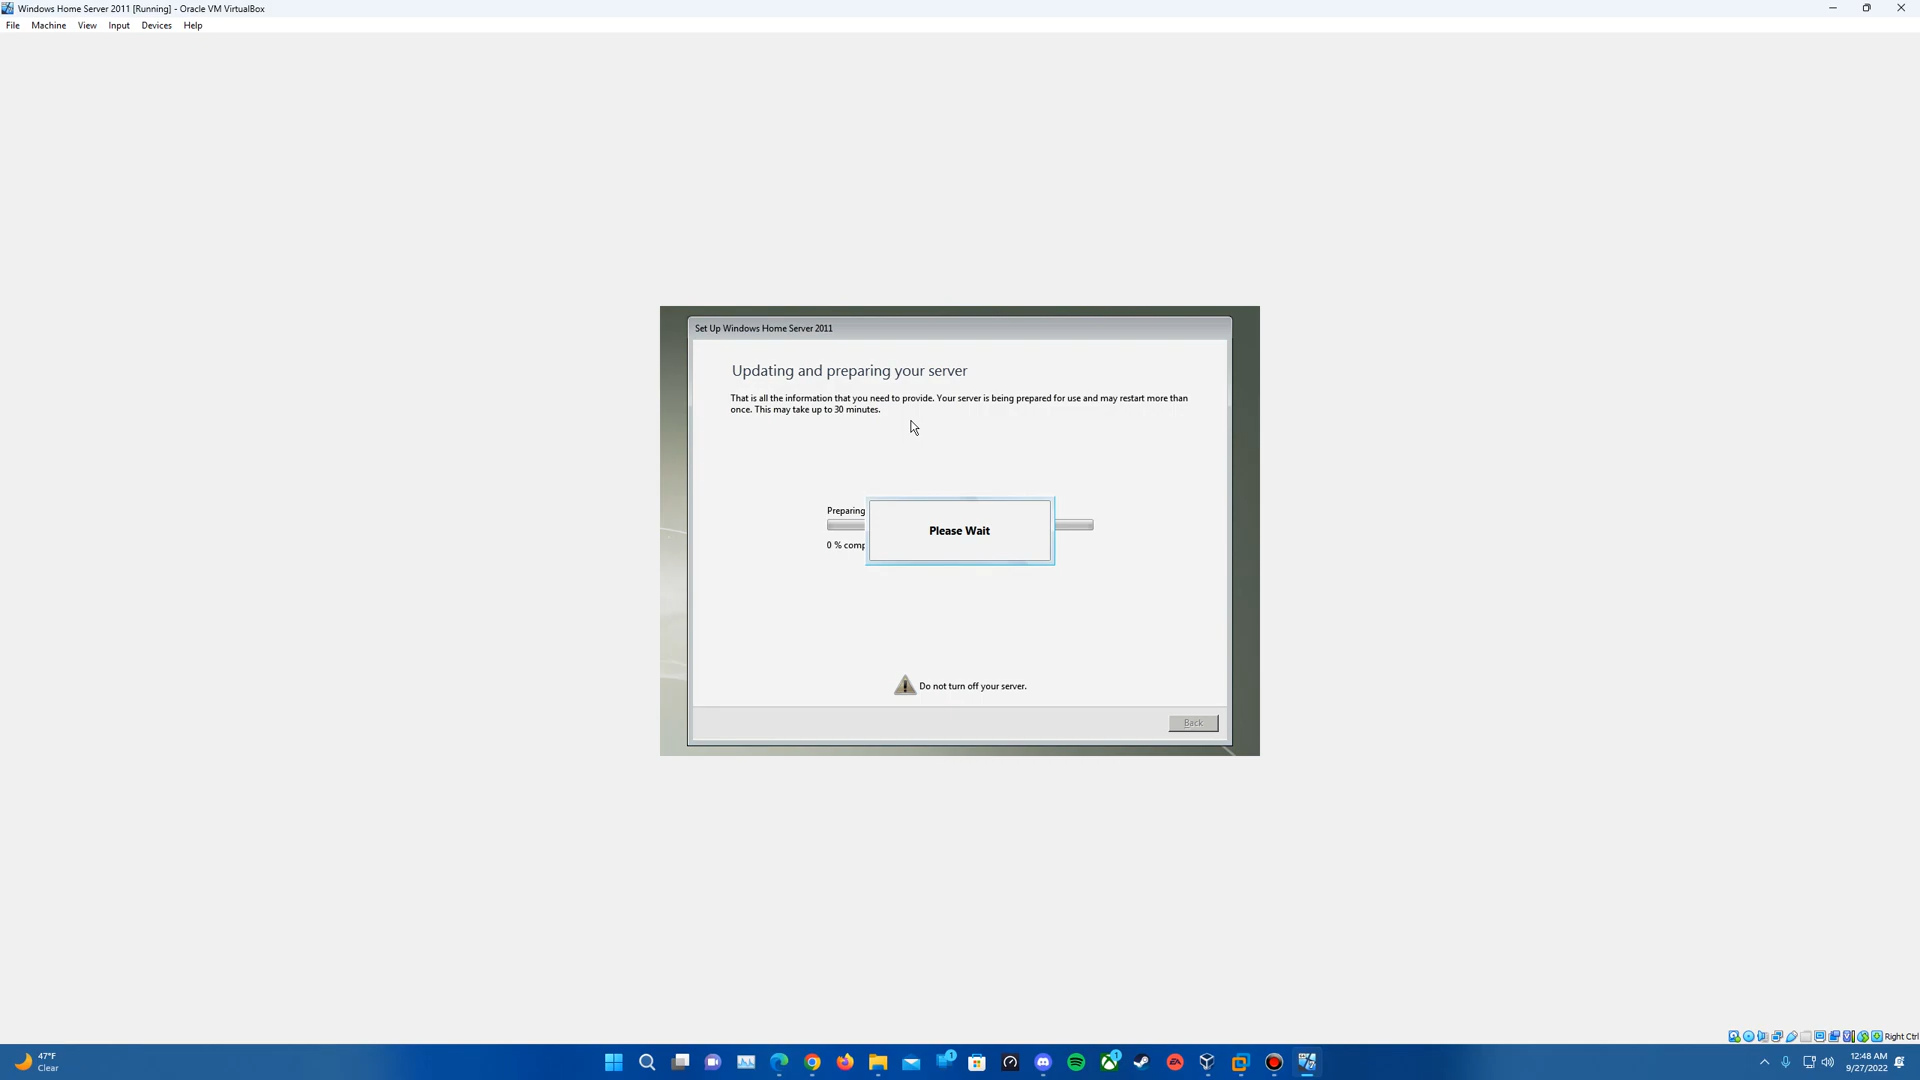 Windows Home Server 2011 [Running] - Oracle VM VirtualBox
File Machine View Input Devices Help
Set Up Windows Home Server 2011
Updating and preparing your server
That is all the information that you need to provide. Your server is being prepared for use and may restart more than
once. This may take up to 30 minutes.
Preparing
Please Wait
0 % comp
Do not turn off your server.
Back
Right Ctrl
47°F
Clear
12:48 AM
9/27/2022